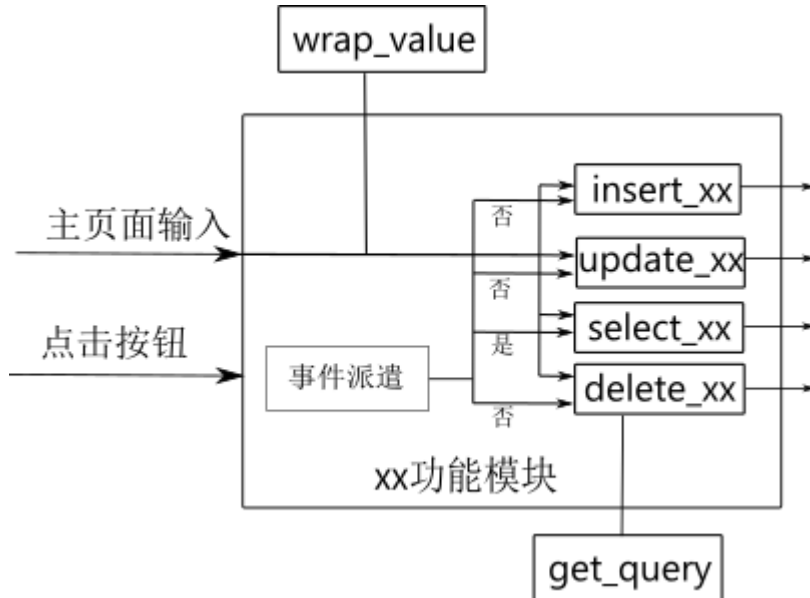 wrap_value
主页面输入
点击按钮
insert_xx
否
update_xx
否
select_xx
是
事件派遣
delete_xx
否
xx功能模块
get_query